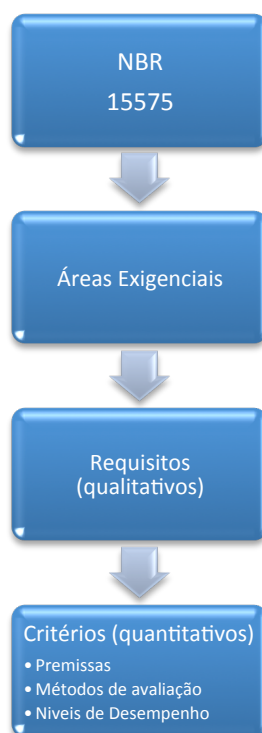 NBR
15575
Áreas Exigenciais
Requisitos
(qualitativos)
Critérios (quantitativos)
• Premissas
• Métodos de avaliação
• Niveis de Desempenho